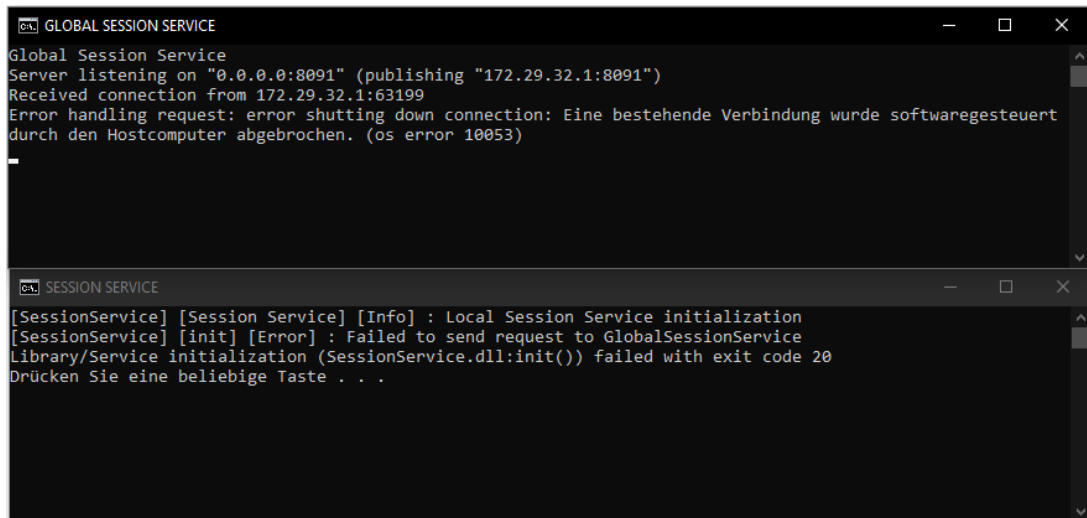 GLOBAL SESSION SERVICE
Global Session Service
Server listening on "0.0.0.0:8091" (publishing "172.29.32.1:8091")
Received connection from 172.29.32.1:63199
Error handling request: error shutting down connection: Eine bestehende Verbindung wurde softwaregesteuert
durch den Hostcomputer abgebrochen. (os error 10053)
SESSION SERVICE
[SessionService] [Session Service] [Info] : Local Session Service initialization
[SessionService] [init] [Error] : Failed to send request to GlobalSessionService
Library/Service initialization (SessionService.dll:init()) failed with exit code 20
Drücken Sie eine beliebige Taste . . .